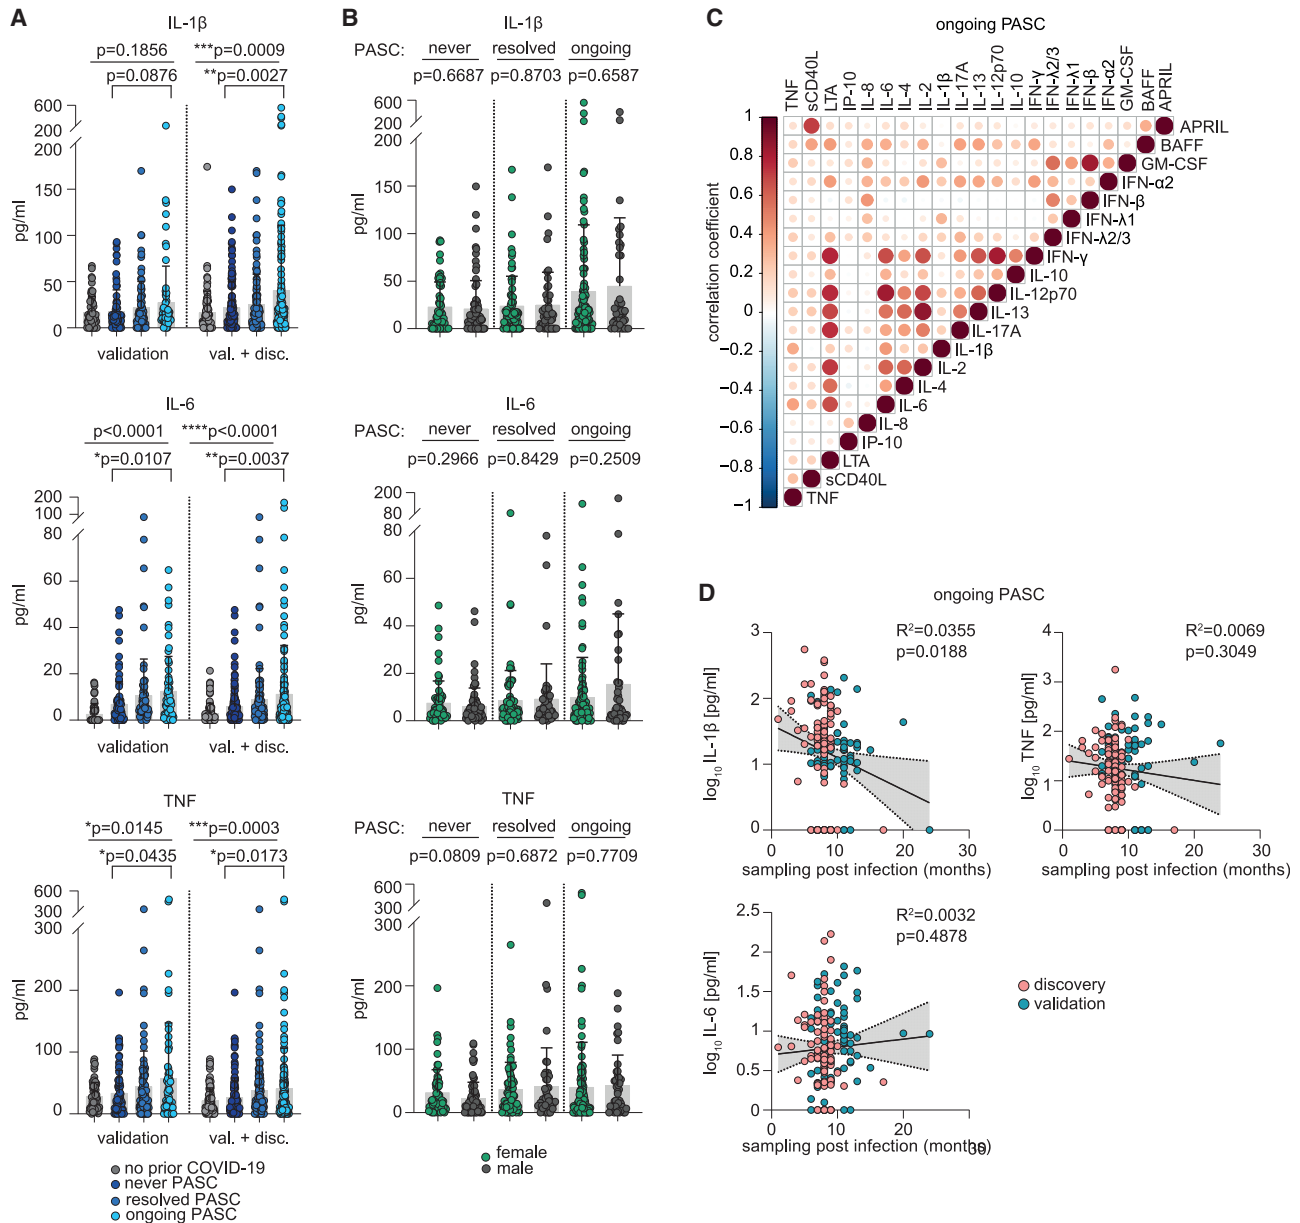 A
IL-1β
p=0.1856
***p=0.0009
p=0.0876
**p=0.0027
600
200
200
150
100
50
0
pg/ml
validation
val. + disc.
IL-6
p<0.0001
****p<0.0001
*p=0.0107
**p=0.0037
200
100
80
60
40
20
0
pg/ml
validation
val. + disc.
TNF
*p=0.0145
***p=0.0003
*p=0.0435
*p=0.0173
600
300
300
200
100
0
pg/ml
validation
val. + disc.
no prior COVID-19
never PASC
resolved PASC
ongoing PASC
B
IL-1β
PASC: never resolved ongoing
p=0.6687 p=0.8703 p=0.6587
600
200
200
150
100
50
0
pg/ml
IL-6
PASC: never resolved ongoing
p=0.2966 p=0.8429 p=0.2509
200
100
80
60
40
20
0
pg/ml
TNF
PASC: never resolved ongoing
p=0.0809 p=0.6872 p=0.7709
600
300
300
200
100
0
pg/ml
female
male
C
ongoing PASC
TNF
sCD40L
LTA
IP-10
IL-8
IL-6
IL-4
IL-2
IL-1β
IL-17A
IL-13
IL-12p70
IL-10
IFN-γ
IFN-λ2/3
IFN-λ1
IFN-β
IFN-α2
GM-CSF
BAFF
APRIL
correlation coefficient
1
0.8
0.6
0.4
0.2
0
−0.2
−0.4
−0.6
−0.8
−1
APRIL
BAFF
GM-CSF
IFN-α2
IFN-β
IFN-λ1
IFN-λ2/3
IFN-γ
IL-10
IL-12p70
IL-13
IL-17A
IL-1β
IL-2
IL-4
IL-6
IL-8
IP-10
LTA
sCD40L
TNF
D
ongoing PASC
R²=0.0355
p=0.0188
3
2
1
0
log₁₀ IL-1β [pg/ml]
0 10 20 30
sampling post infection (months)
R²=0.0069
p=0.3049
4
3
2
1
0
log₁₀ TNF [pg/ml]
0 10 20 30
sampling post infection (months)
R²=0.0032
p=0.4878
2.5
2
1.5
1
0.5
0
log₁₀ IL-6 [pg/ml]
0 10 20 30
sampling post infection (months)
discovery
validation